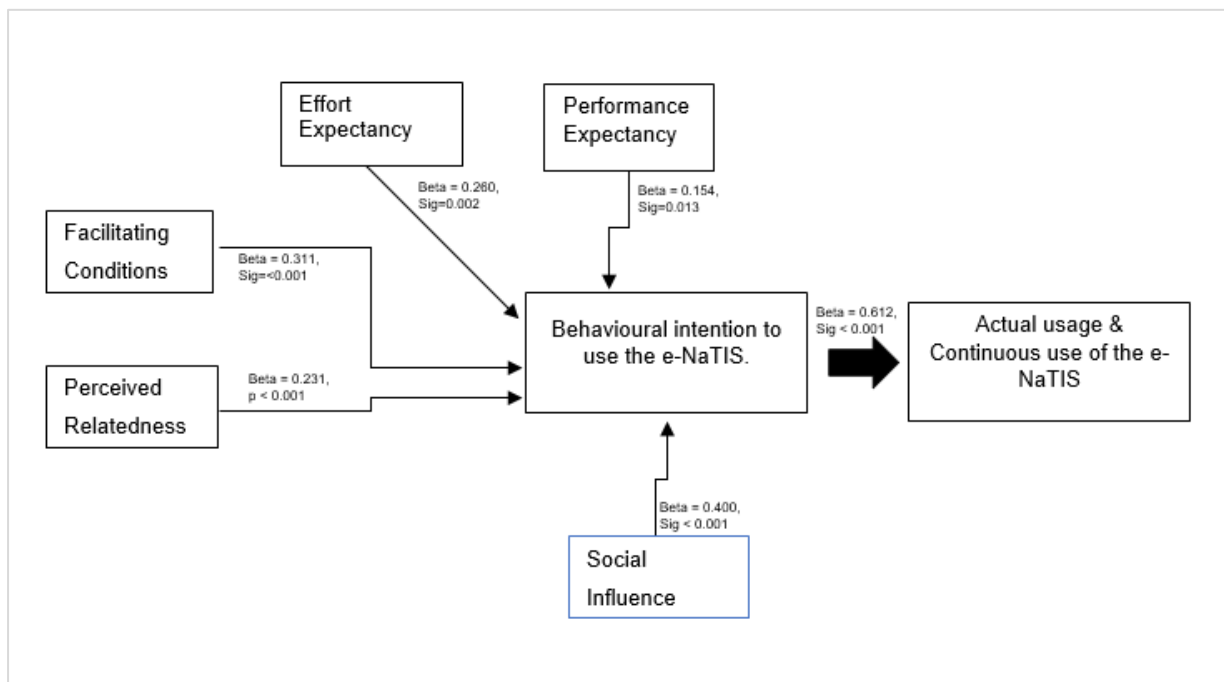 Effort
Expectancy
Performance
Expectancy
Beta = 0.260,
Sig=0.002
Beta = 0.154,
Sig=0.013
Facilitating
Conditions
Beta = 0.311,
Sig=<0.001
Behavioural intention to
use the e-NaTIS.
Beta = 0.612,
Sig < 0.001
Actual usage &
Continuous use of the e-
NaTIS
Perceived
Relatedness
Beta = 0.231,
p < 0.001
Beta = 0.400,
Sig < 0.001
Social
Influence